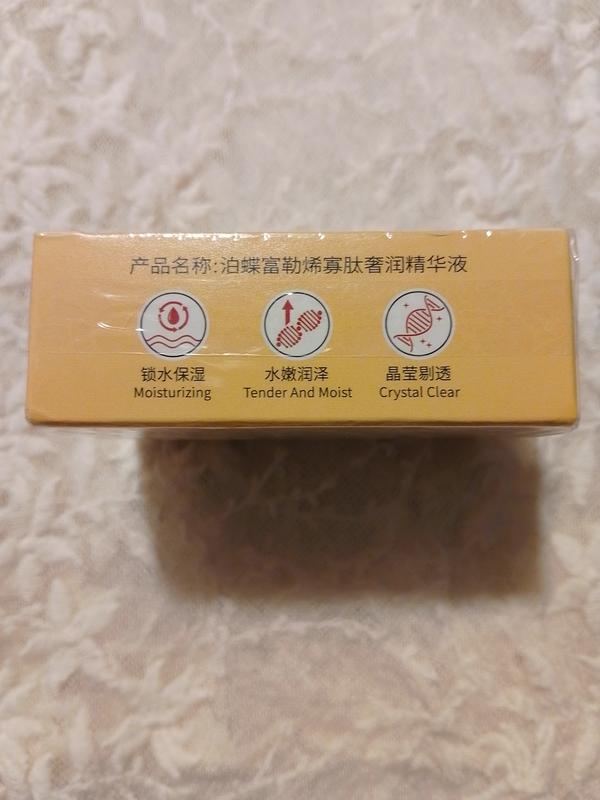 产品名称:泊蝶富勒烯寡肽奢润精华液
锁水保湿 水嫩润泽 晶莹剔透
Moisturizing Tender And Moist Crystal Clear